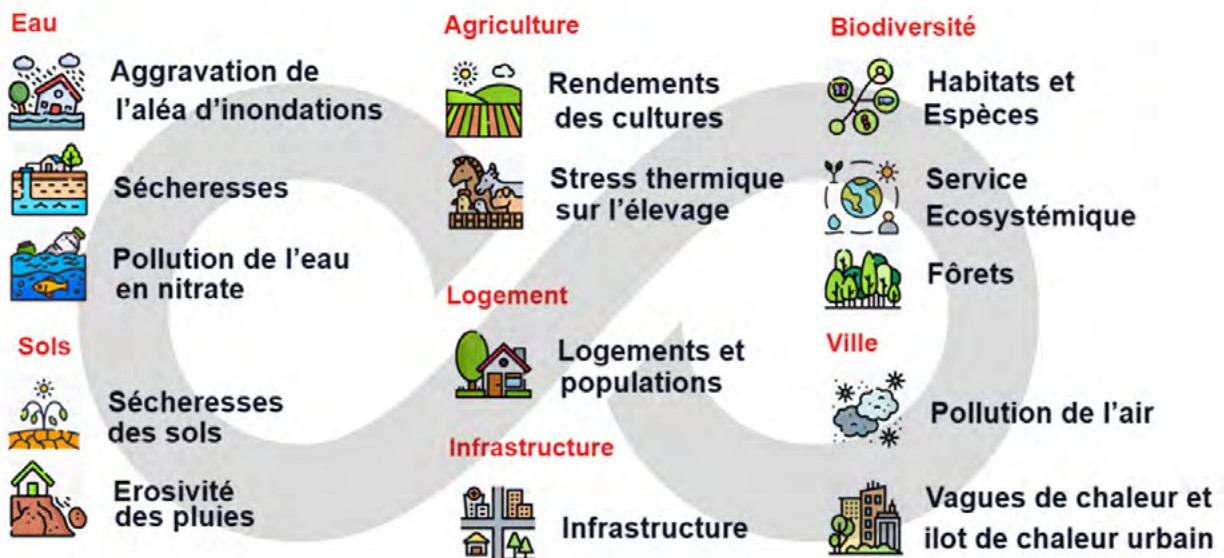 Eau
Aggravation de
l'aléa d'inondations
Sécheresses
Pollution de l'eau
en nitrate
Sols
Sécheresses
des sols
Erosivité
des pluies
Agriculture
Rendements
des cultures
Stress thermique
sur l'élevage
Logement
Logements et
populations
Infrastructure
Infrastructure
Biodiversité
Habitats et
Espèces
Service
Ecosystémique
Fôrets
Ville
Pollution de l'air
Vagues de chaleur et
ilot de chaleur urbain